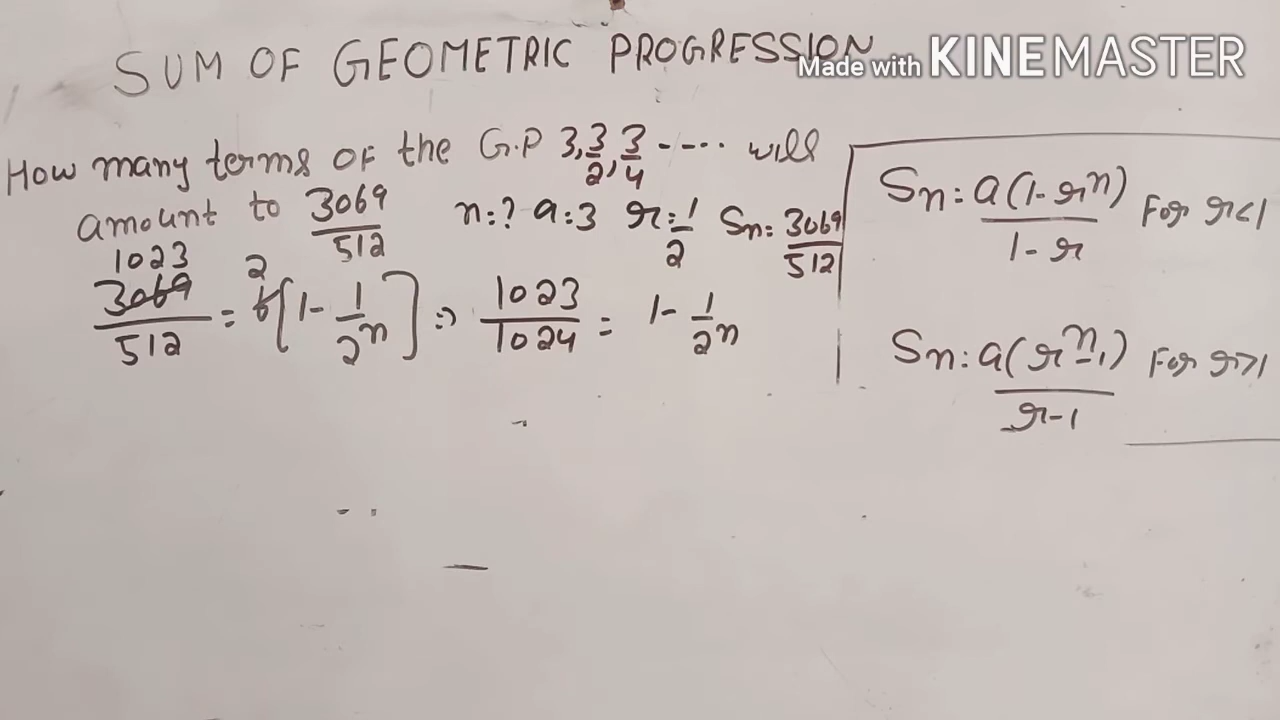 SUM OF GEOMETRIC PROGRESSION
Made with KINEMASTER
How many terms of the G.P 3, 3/2, 3/4 ---- will
amount to 3069/512 n:? a:3 r:1/2 Sn: 3069/512
1023
3069/512 = 2 6[1-1/2^n] => 1023/1024 = 1-1/2^n
Sn: a(1-r^n)/1-r For r<1
Sn: a(r^n-1)/r-1 For r>1